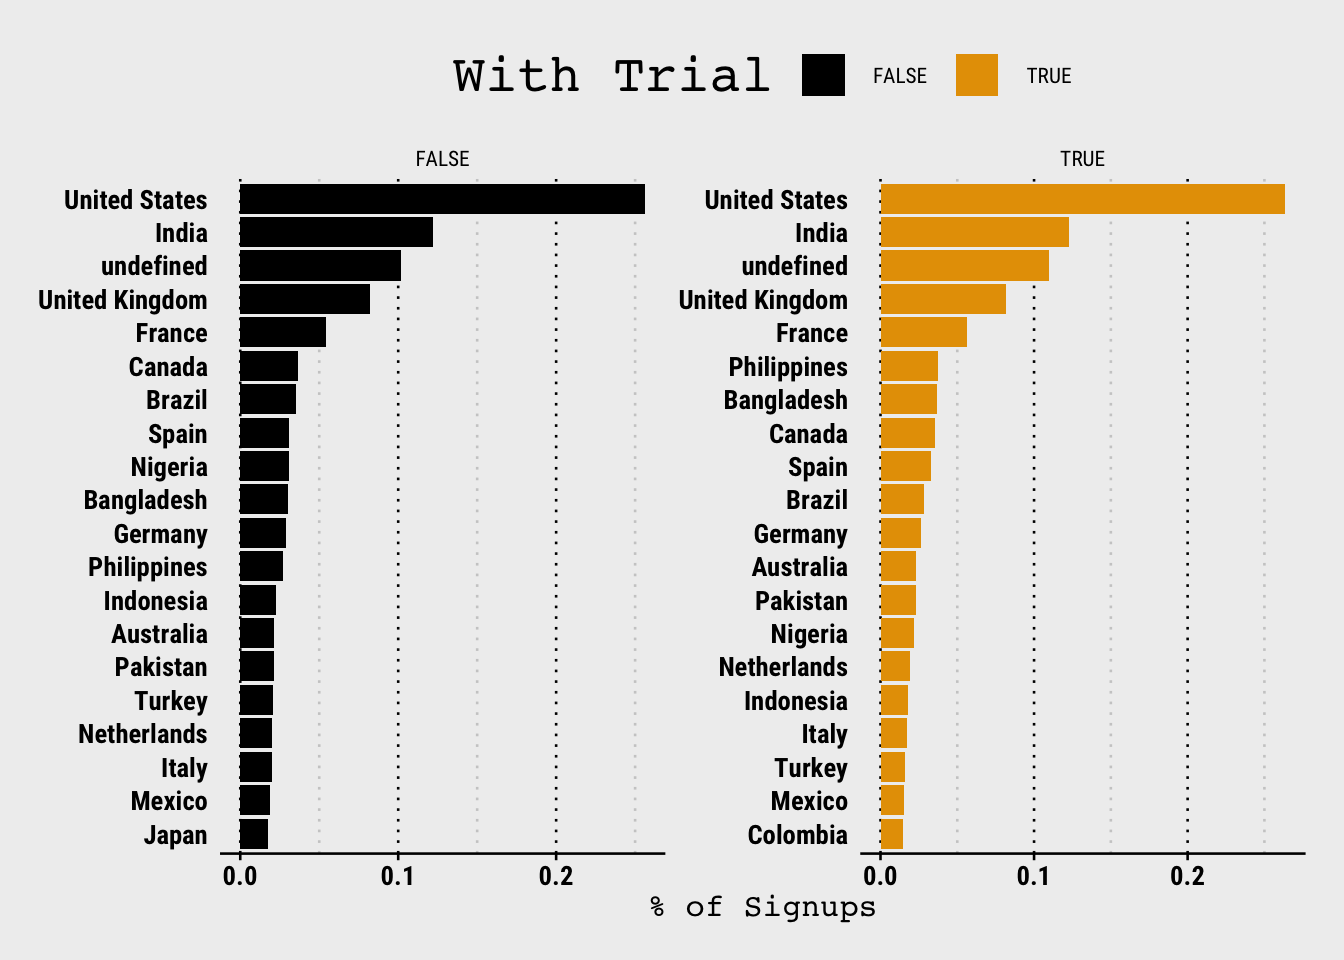 With Trial FALSE TRUE
FALSE
United States
India
undefined
United Kingdom
France
Canada
Brazil
Spain
Nigeria
Bangladesh
Germany
Philippines
Indonesia
Australia
Pakistan
Turkey
Netherlands
Italy
Mexico
Japan
0.0 0.1 0.2
TRUE
United States
India
undefined
United Kingdom
France
Philippines
Bangladesh
Canada
Spain
Brazil
Germany
Australia
Pakistan
Nigeria
Netherlands
Indonesia
Italy
Turkey
Mexico
Colombia
0.0 0.1 0.2
% of Signups